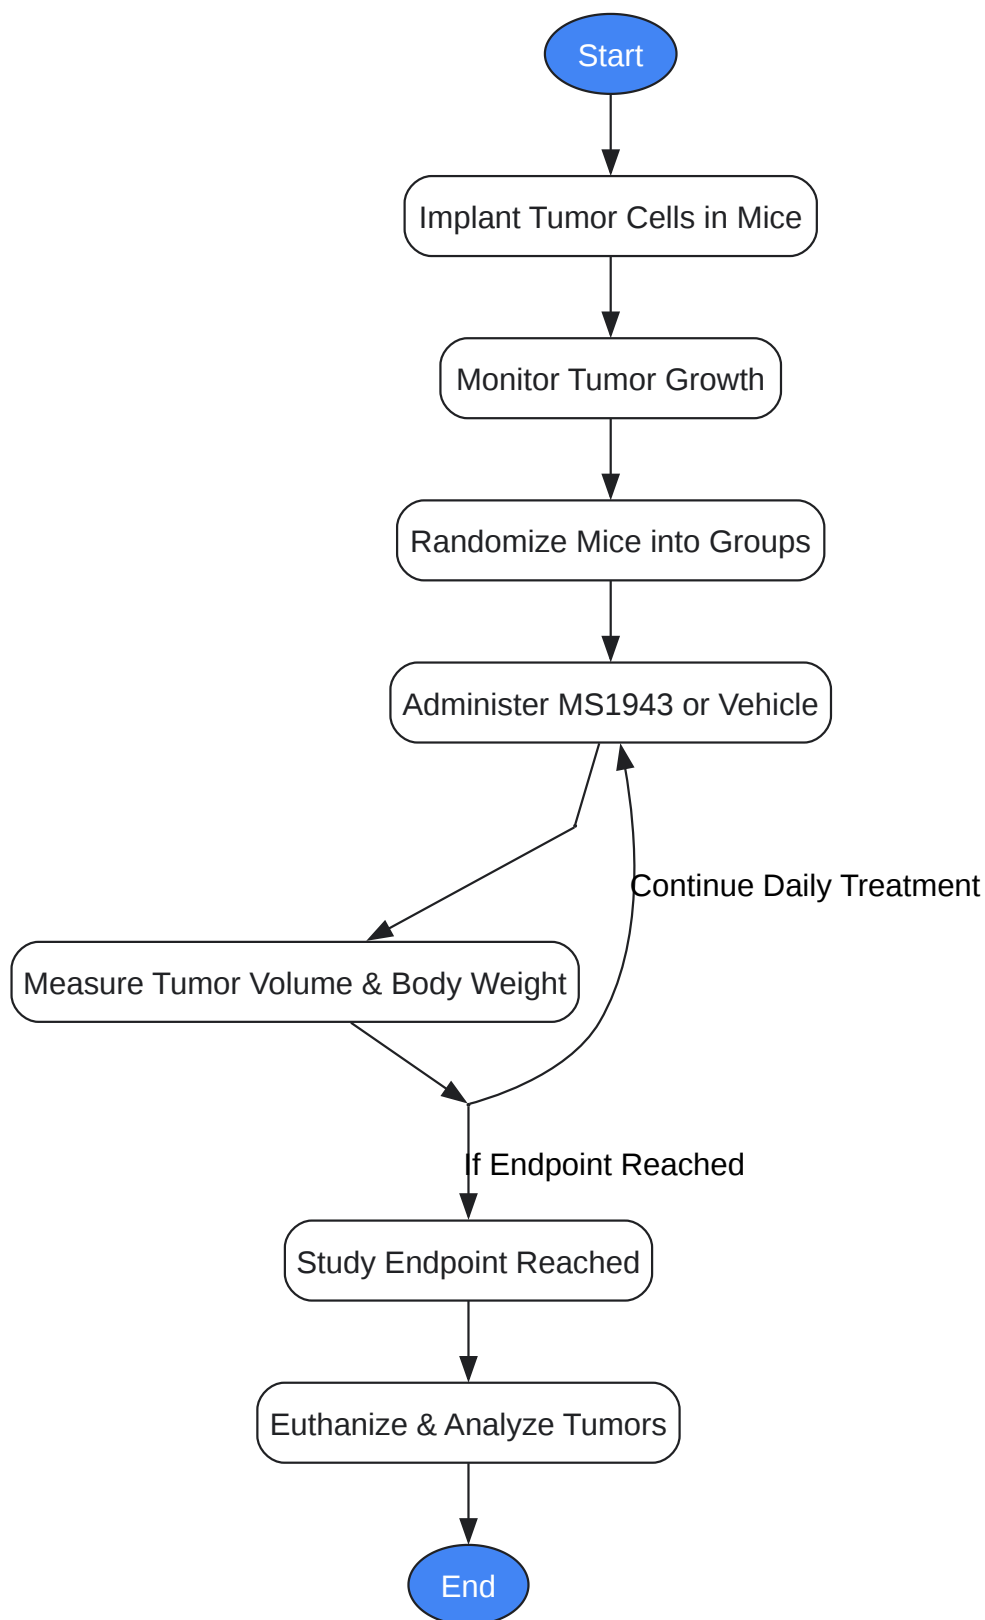 Start
Implant Tumor Cells in Mice
Monitor Tumor Growth
Randomize Mice into Groups
Administer MS1943 or Vehicle
Continue Daily Treatment
Measure Tumor Volume & Body Weight
If Endpoint Reached
Study Endpoint Reached
Euthanize & Analyze Tumors
End